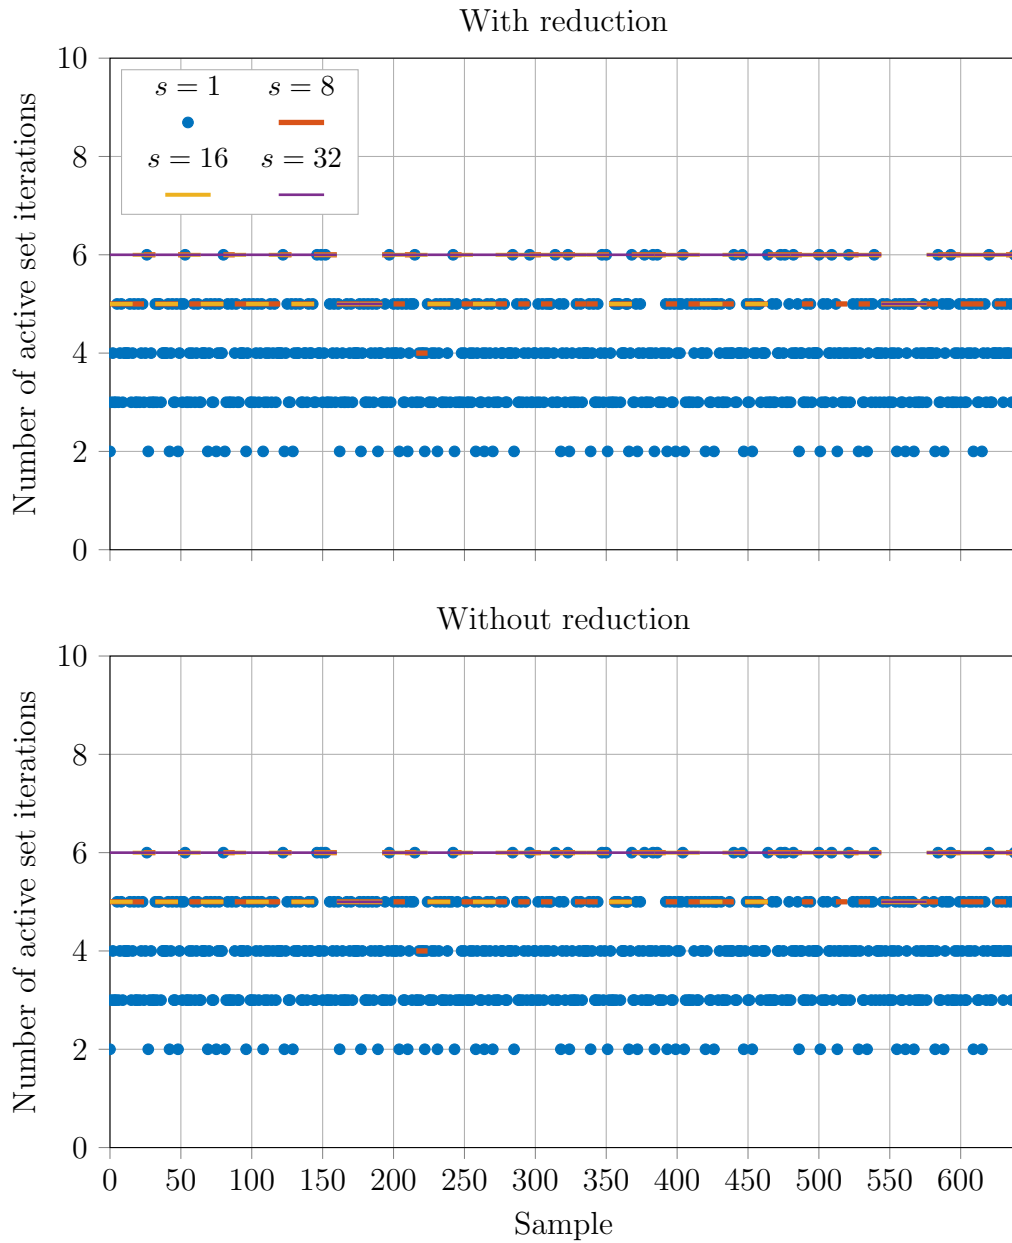 With reduction
10
8
6
4
2
0
Number of active set iterations
s = 1 s = 8
s = 16 s = 32
Without reduction
10
8
6
4
2
0
Number of active set iterations
0 50 100 150 200 250 300 350 400 450 500 550 600
Sample